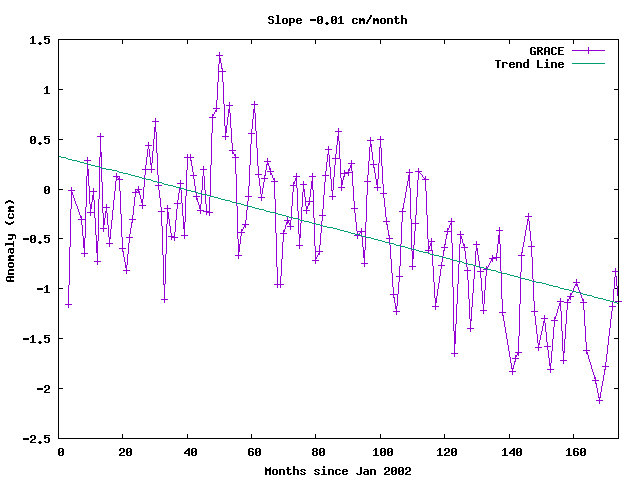 Slope -0.01 cm/month
GRACE
Trend Line
1.5
1
0.5
0
-0.5
-1
-1.5
-2
-2.5
Anomaly (cm)
0 20 40 60 80 100 120 140 160
Months since Jan 2002